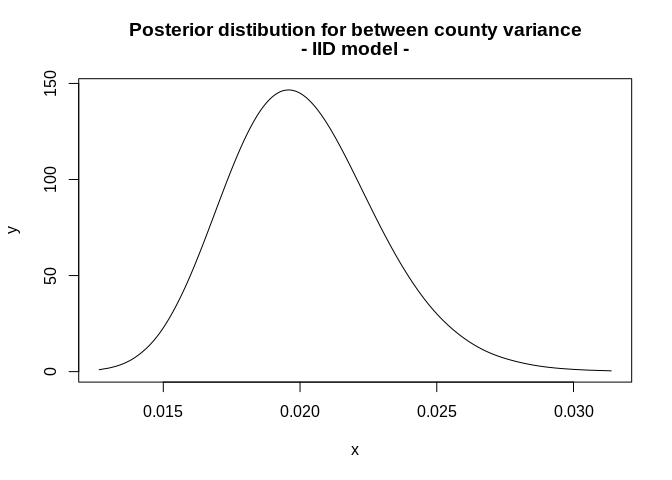 Posterior distibution for between county variance
- IID model -
150
100
50
0
y
0.015 0.020 0.025 0.030
x